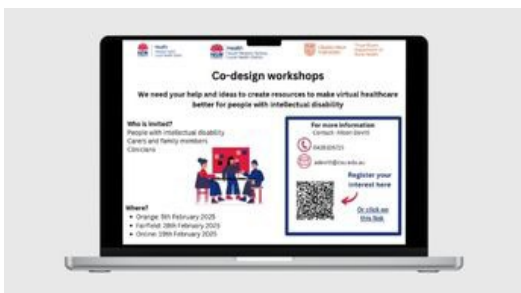 Health
Health
Co-design workshops
We need your help and ideas to create resources to make virtual healthcare
better for people with intellectual disability
Who is invited?
People with intellectual disability
Carers and family members
Clinicians
For more information
Contact:
Register your
interest here
Or click on
this link
Where?
Orange: 5th February 2025
Fairfield: 28th February 2025
Online: 19th February 2025